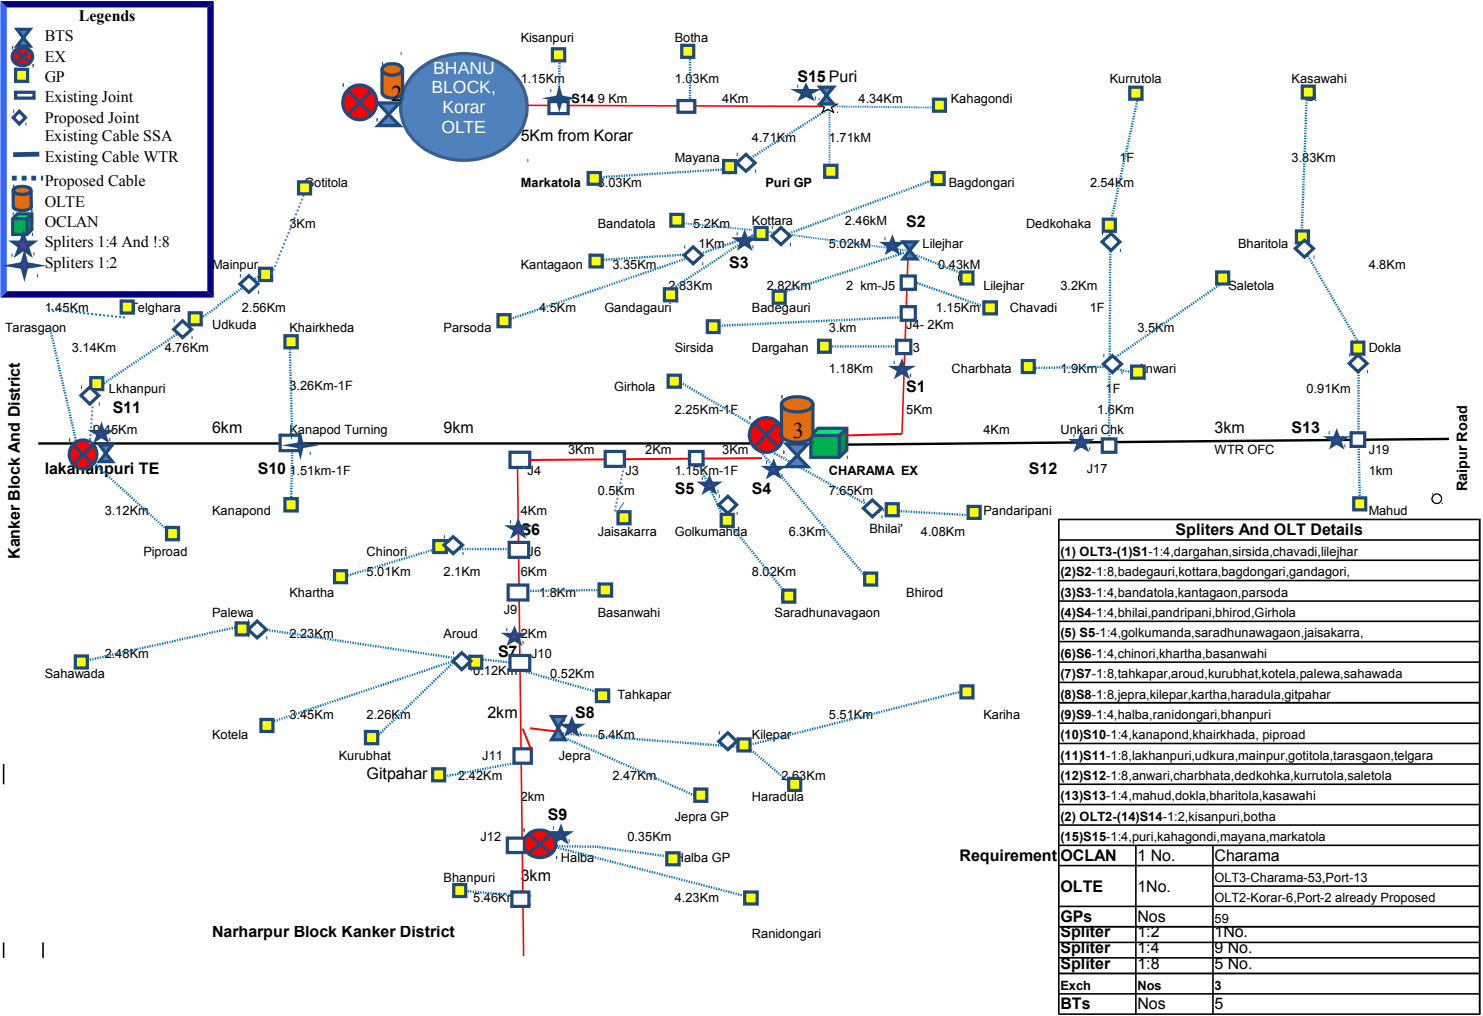 Legends
BTS
EX
GP
Existing Joint
Proposed Joint
Existing Cable SSA
Existing Cable WTR
Proposed Cable
OLTE
OCLAN
Spliters 1:4 And !:8
Spliters 1:2
BHANU
BLOCK,
Korar
OLTE
2
Kisanpuri
1.15Km
S14
9 Km
5Km from Korar
Botha
1.03Km
4Km
S15 Puri
4.34Km
Kahagondi
4.71Km
1.71kM
Mayana
Markatola
3.03Km
Puri GP
Bagdongari
Kurrutola
Kasawahi
1F
2.54Km
3.83Km
Gotitola
3Km
Mainpur
2.56Km
Bandatola
5.2Km
Kottara
2.46kM
S2
5.02kM
Lilejhar
1Km
S3
Kantagaon
3.35Km
2.83Km
Gandagauri
4.5Km
Parsoda
2.82Km
Badegauri
0.43kM
Lilejhar
2 km-J5
1.15Km
Chavadi
J4- 2Km
3.km
Sirsida
Dargahan
3
1.18Km
S1
5Km
Dedkohaka
3.2Km
1F
Bharitola
4.8Km
Saletola
3.5Km
Charbhata
1.9Km
Anwari
1F
1.6Km
Dokla
0.91Km
1.45Km
Telghara
Tarasgaon
Udkuda
3.14Km
4.76Km
Khairkheda
3.26Km-1F
Lkhanpuri
S11
0.15Km
6km
Kanapod Turning
9km
lakahanpuri TE
S10
1.51km-1F
Kanapond
3.12Km
Piproad
Kanker Block And District
Girhola
2.25Km-1F
3
CHARAMA EX
4Km
Unkari Chk
S12
J17
3km
WTR OFC
S13
J19
1km
Mahud
Raipur Road
J4
3Km
J3
2Km
3Km
1.15Km-1F
S5
S4
0.5Km
Jaisakarra
Golkumanda
7.65Km
Bhilai'
4.08Km
Pandaripani
6.3Km
Bhirod
8.02Km
Saradhunavagaon
4Km
S6
J6
6Km
Chinori
5.01Km
2.1Km
Khartha
J9
1.8Km
Basanwahi
2Km
S7
J10
Palewa
2.23Km
2.48Km
Sahawada
Aroud
0.12Km
0.52Km
Tahkapar
3.45Km
Kotela
2.26Km
Kurubhat
2km
S8
Jepra
5.4Km
Kilepar
5.51Km
Kariha
2.63Km
Haradula
2.47Km
Jepra GP
J11
Gitpahar
2.42Km
2km
S9
J12
Halba
0.35Km
Halba GP
3km
Bhanpuri
5.46Km
4.23Km
Ranidongari
Narharpur Block Kanker District
Spliters And OLT Details
(1) OLT3-(1)S1-1:4,dargahan,sirsida,chavadi,lilejhar
(2)S2-1:8,badegauri,kottara,bagdongari,gandagori,
(3)S3-1:4,bandatola,kantagaon,parsoda
(4)S4-1:4,bhilai,pandripani,bhirod,Girhola
(5) S5-1:4,golkumanda,saradhunawagaon,jaisakarra,
(6)S6-1:4,chinori,khartha,basanwahi
(7)S7-1:8,tahkapar,aroud,kurubhat,kotela,palewa,sahawada
(8)S8-1:8,jepra,kilepar,kartha,haradula,gitpahar
(9)S9-1:4,halba,ranidongari,bhanpuri
(10)S10-1:4,kanapond,khairkhada, piproad
(11)S11-1:8,lakhanpuri,udkura,mainpur,gotitola,tarasgaon,telgara
(12)S12-1:8,anwari,charbhata,dedkohka,kurrutola,saletola
(13)S13-1:4,mahud,dokla,bharitola,kasawahi
(2) OLT2-(14)S14-1:2,kisanpuri,botha
(15)S15-1:4,puri,kahagondi,mayana,markatola
Requirement OCLAN 1 No. Charama
OLTE 1No. OLT3-Charama-53,Port-13
OLT2-Korar-6,Port-2 already Proposed
GPs Nos 59
Spliter 1:2 1No.
Spliter 1:4 9 No.
Spliter 1:8 5 No.
Exch Nos 3
BTs Nos 5